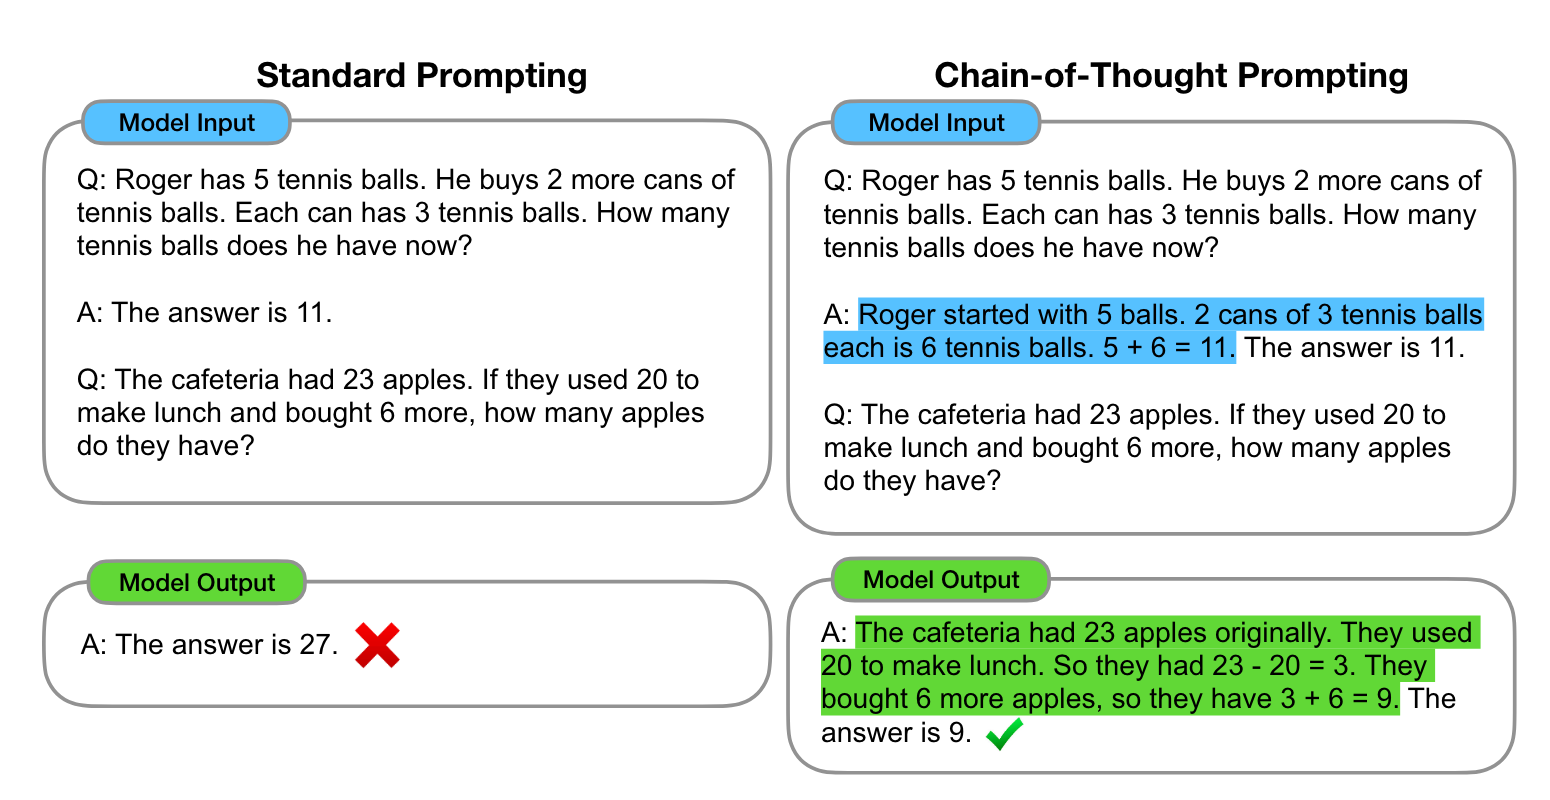 Standard Prompting
Model Input
Q: Roger has 5 tennis balls. He buys 2 more cans of
tennis balls. Each can has 3 tennis balls. How many
tennis balls does he have now?
A: The answer is 11.
Q: The cafeteria had 23 apples. If they used 20 to
make lunch and bought 6 more, how many apples
do they have?
Model Output
A: The answer is 27.
Chain-of-Thought Prompting
Model Input
Q: Roger has 5 tennis balls. He buys 2 more cans of
tennis balls. Each can has 3 tennis balls. How many
tennis balls does he have now?
A: Roger started with 5 balls. 2 cans of 3 tennis balls
each is 6 tennis balls. 5 + 6 = 11. The answer is 11.
Q: The cafeteria had 23 apples. If they used 20 to
make lunch and bought 6 more, how many apples
do they have?
Model Output
A: The cafeteria had 23 apples originally. They used
20 to make lunch. So they had 23 - 20 = 3. They
bought 6 more apples, so they have 3 + 6 = 9. The
answer is 9.